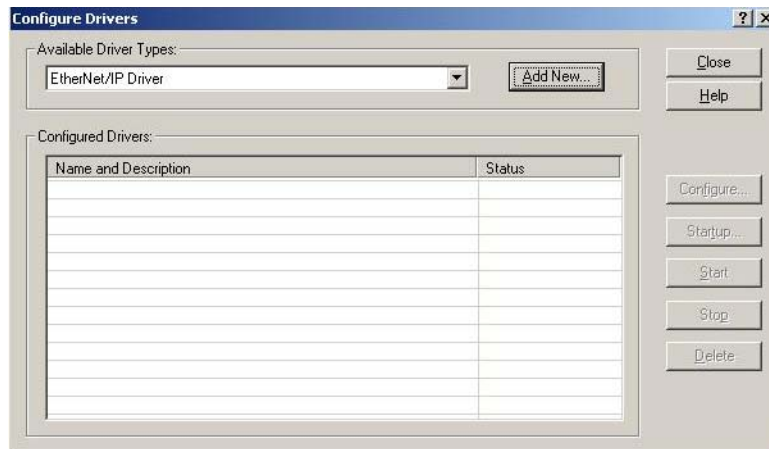 Configure Drivers
? ×
Available Driver Types:
EtherNet/IP Driver
Add New...
Close
Help
Configured Drivers:
Name and Description
Status
Configure...
Startup...
Start
Stop
Delete